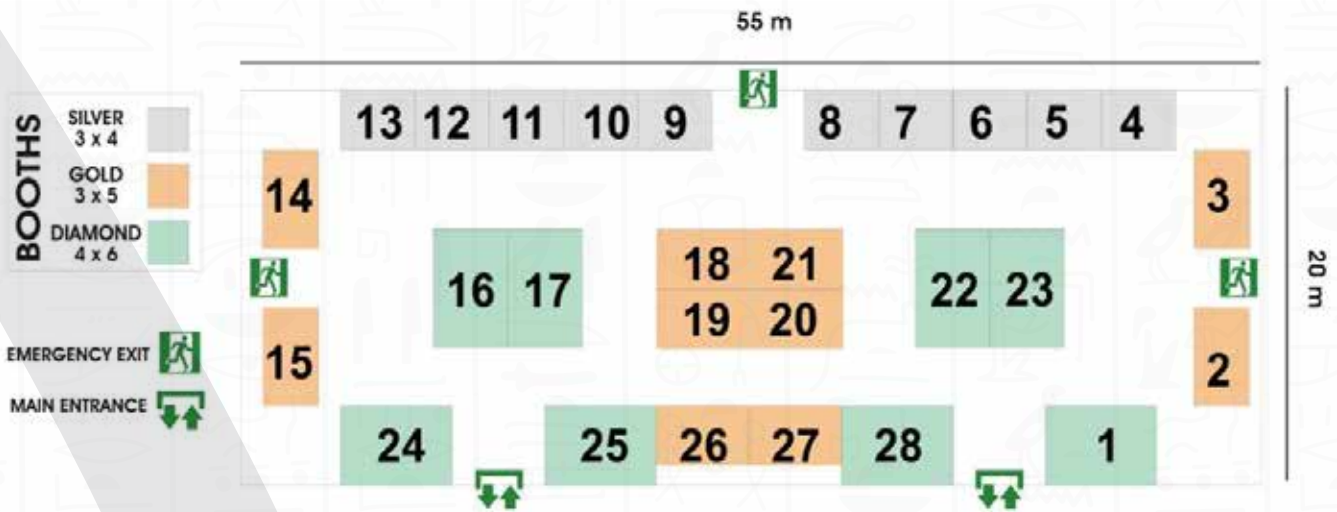 55 m
BOOTHS
SILVER
3 x 4
GOLD
3 x 5
DIAMOND
4 x 6
EMERGENCY EXIT
MAIN ENTRANCE
13 12 11 10 9 8 7 6 5 4
14 3
18 21
16 17 22 23
19 20
15 2
24 25 26 27 28 1
20 m